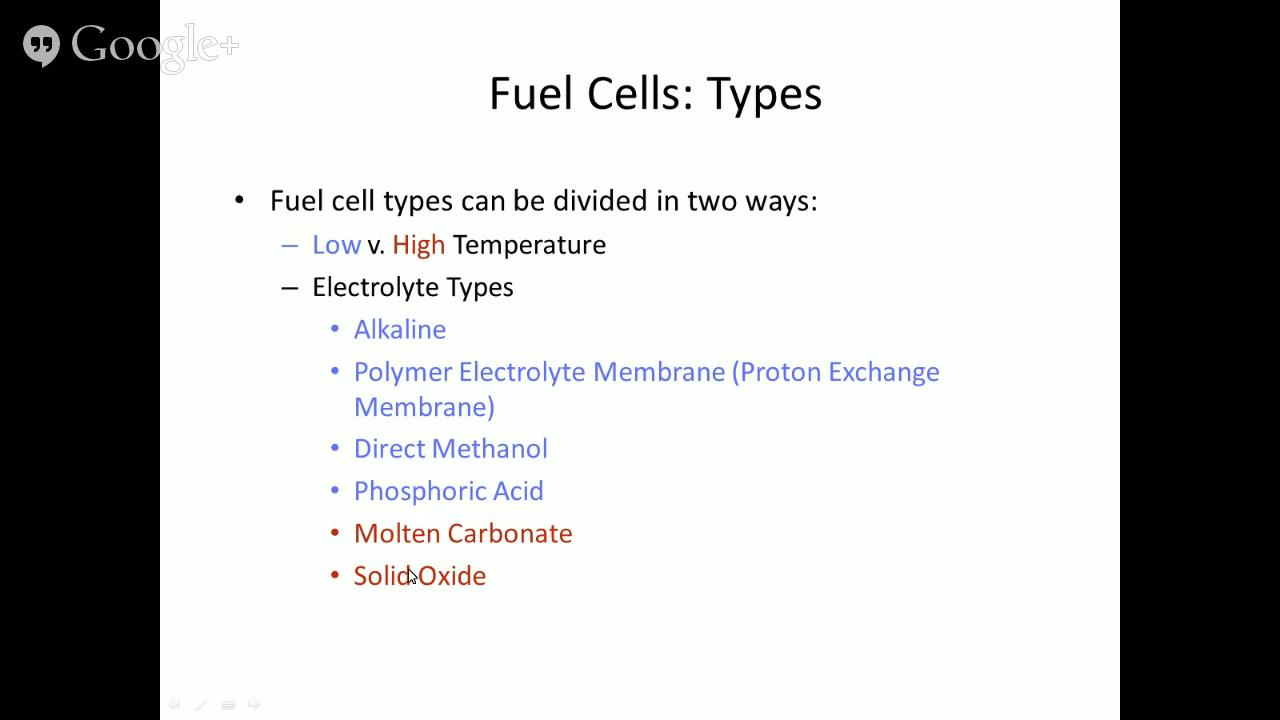 Google+
Fuel Cells: Types
• Fuel cell types can be divided in two ways:
– Low v. High Temperature
– Electrolyte Types
• Alkaline
• Polymer Electrolyte Membrane (Proton Exchange
Membrane)
• Direct Methanol
• Phosphoric Acid
• Molten Carbonate
• Solid Oxide